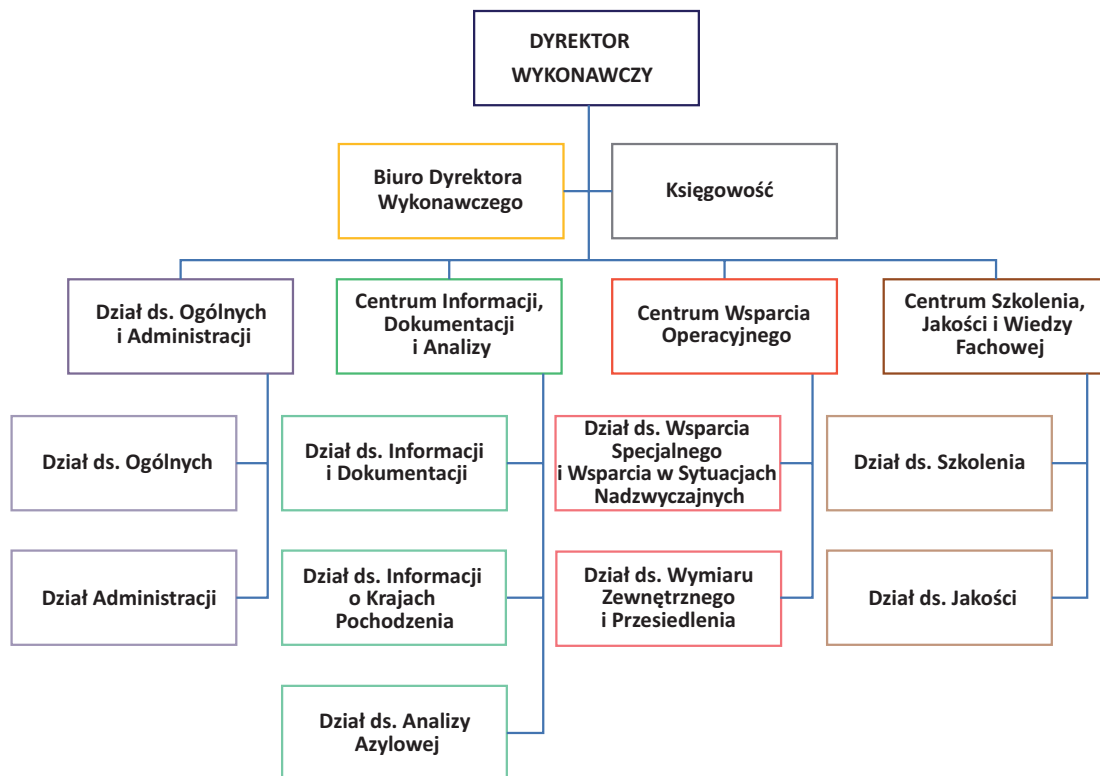 DYREKTOR
WYKONAWCZY
Biuro Dyrektora
Wykonawczego
Księgowość
Dział ds. Ogólnych
i Administracji
Centrum Informacji,
Dokumentacji
i Analizy
Centrum Wsparcia
Operacyjnego
Centrum Szkolenia,
Jakości i Wiedzy
Fachowej
Dział ds. Ogólnych
Dział ds. Informacji
i Dokumentacji
Dział ds. Wsparcia
Specjalnego
i Wsparcia w Sytuacjach
Nadzwyczajnych
Dział ds. Szkolenia
Dział Administracji
Dział ds. Informacji
o Krajach
Pochodzenia
Dział ds. Wymiaru
Zewnętrznego
i Przesiedlenia
Dział ds. Jakości
Dział ds. Analizy
Azylowej